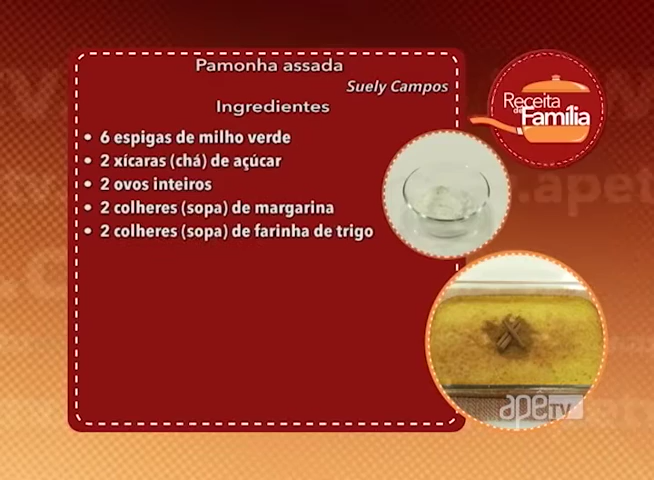 Pamonha assada
Suely Campos
Ingredientes
• 6 espigas de milho verde
• 2 xícaras (chá) de açúcar
• 2 ovos inteiros
• 2 colheres (sopa) de margarina
• 2 colheres (sopa) de farinha de trigo
Receita
de Família
apêTV